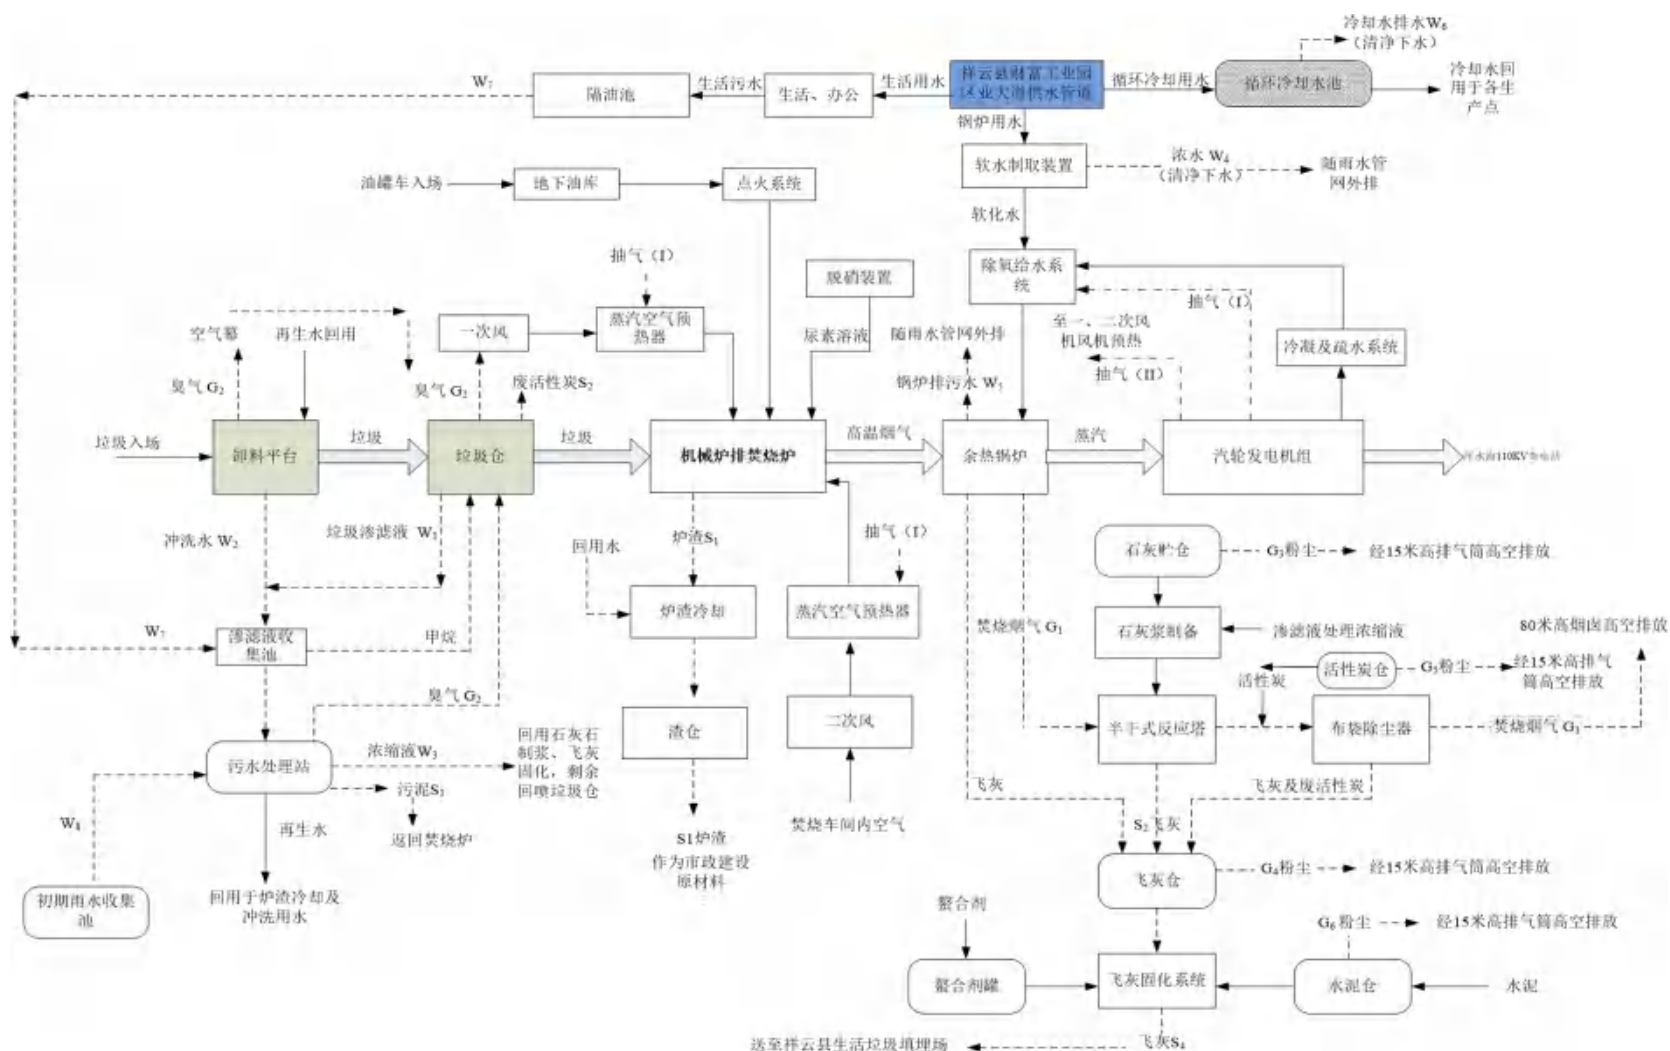 冷却水排水W₆
（清净下水）
W₇
隔油池
生活污水
生活、办公
生活用水
祥云县财富工业园
循环冷却用水
循环冷却水池
冷却水回
用于各生
产点
锅炉用水
油罐车入场
地下油库
点火系统
软水制取装置
浓水 W₄
（清净下水）
随雨水管
网外排
软化水
抽气（I）
脱硝装置
除氧给水系
统
抽气（I）
空气幕
再生水回用
一次风
蒸汽空气预
热器
尿素溶液
随雨水管网外排
至一、二次风
机风机预热
冷凝及疏水系统
臭气 G₂
臭气 G₂
废活性炭S₂
锅炉排污水 W₅
抽气（II）
垃圾入场
卸料平台
垃圾
垃圾仓
垃圾
机械炉排焚烧炉
高温烟气
余热锅炉
蒸汽
汽轮发电机组
冲洗水 W₂
垃圾渗滤液 W₁
回用水
炉渣S₁
抽气（I）
石灰贮仓
G₃粉尘
经15米高排气筒高空排放
炉渣冷却
蒸汽空气预热器
焚烧烟气 G₁
石灰浆制备
渗滤液处理浓缩液
80米高烟囱高空排放
W₇
渗滤液收
集池
甲烷
活性炭
活性炭仓
G₅粉尘
经15米高排气
筒高空排放
臭气 G₂
渣仓
二次风
半干式反应塔
布袋除尘器
焚烧烟气 G₁
污水处理站
浓缩液W₃
回用石灰石
制浆、飞灰
固化，剩余
回喷垃圾仓
污泥S₃
飞灰
飞灰及废活性炭
W₈
再生水
返回焚烧炉
S1炉渣
作为市政建设
原材料
焚烧车间内空气
S₂飞灰
初期雨水收集
池
回用于炉渣冷却及
冲洗用水
飞灰仓
G₄粉尘
经15米高排气筒高空排放
螯合剂
G₆粉尘
经15米高排气筒高空排放
螯合剂罐
飞灰固化系统
水泥仓
水泥
送至祥云县生活垃圾填埋场
飞灰S₄